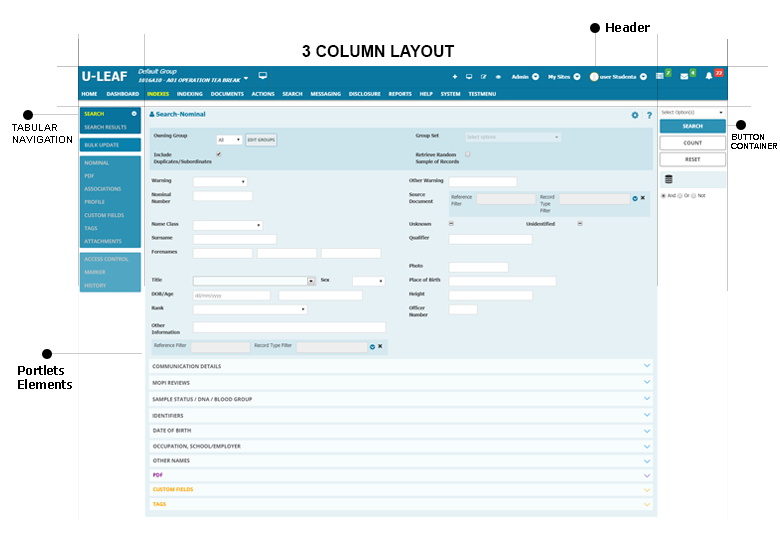 Header
3 COLUMN LAYOUT
U-LEAF
Default Group
2016A10 - A01 OPERATION TEA BREAK
Admin
My Sites
user Studenta
7
4
22
HOME DASHBOARD INDEXES INDEXING DOCUMENTS ACTIONS SEARCH MESSAGING DISCLOSURE REPORTS HELP SYSTEM TESTMENU
TABULAR
NAVIGATION
SEARCH
SEARCH RESULTS
BULK UPDATE
NOMINAL
PDF
ASSOCIATIONS
PROFILE
CUSTOM FIELDS
TAGS
ATTACHMENTS
ACCESS CONTROL
MARKER
HISTORY
Search-Nominal
?
Owning Group All EDIT GROUPS Group Set Select options
Include
Duplicates/Subordinates
Retrieve Random
Sample of Records
Warning Other Warning
Nominal
Number
Source
Document
Reference
Filter
Record
Type
Filter
Name Class Unknown Unidentified
Surname Qualifier
Forenames
Photo
Title Sex Place of Birth
DOB/Age dd/mm/yyyy Height
Rank Officer
Number
Other
Information
Reference Filter Record Type Filter
COMMUNICATION DETAILS
MOPI REVIEWS
SAMPLE STATUS / DNA / BLOOD GROUP
IDENTIFIERS
DATE OF BIRTH
OCCUPATION, SCHOOL/EMPLOYER
OTHER NAMES
PDF
CUSTOM FIELDS
TAGS
Select Option(s)
SEARCH
COUNT
RESET
And Or Not
BUTTON
CONTAINER
Portlets
Elements